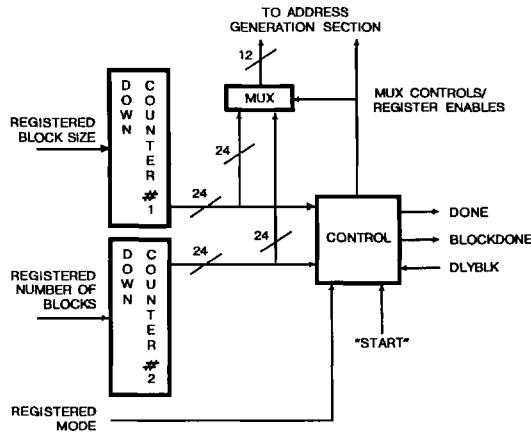 TO ADDRESS
GENERATION SECTION
12
MUX
MUX CONTROLS/
REGISTER ENABLES
REGISTERED
BLOCK SIZE
DOWN
COUNTER
#1
24
24
24
24
CONTROL
DONE
BLOCKDONE
DLYBLK
REGISTERED
NUMBER OF
BLOCKS
DOWN
COUNTER
#2
"START"
REGISTERED
MODE